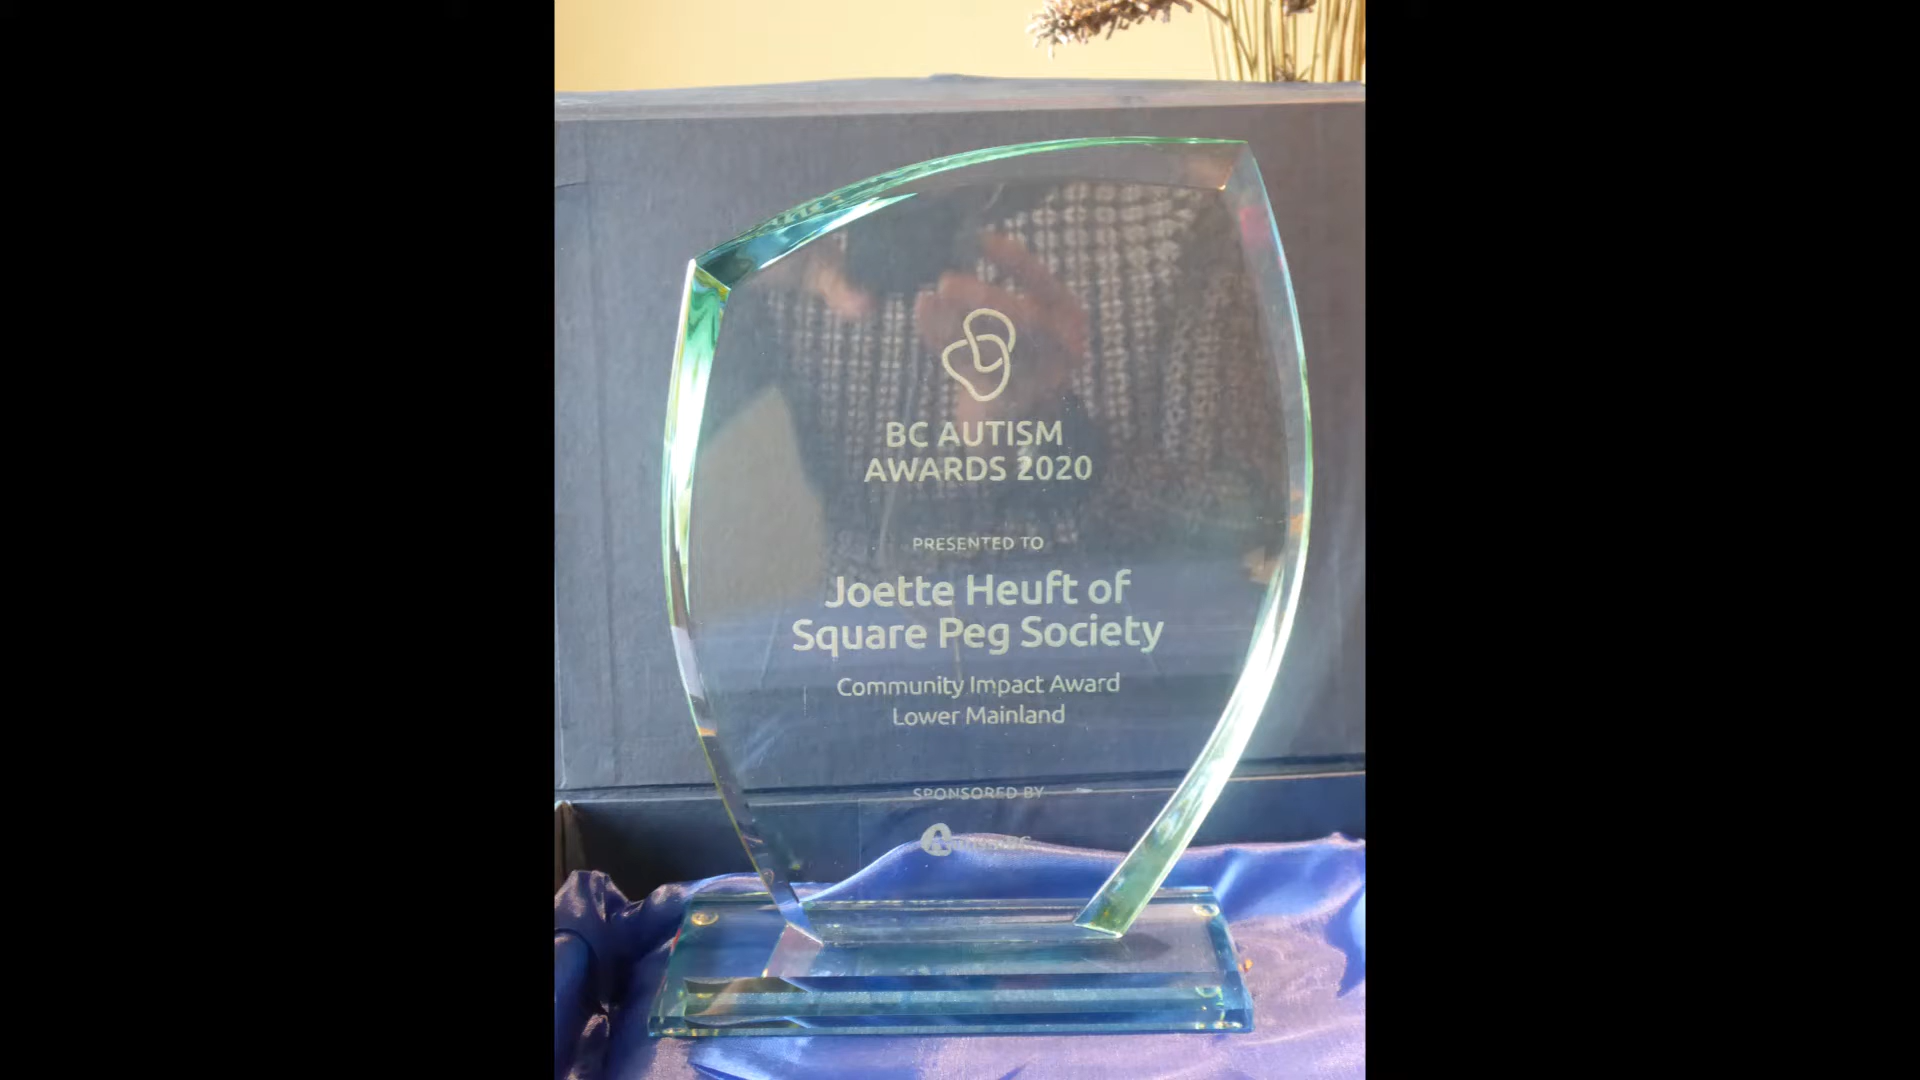 BC AUTISM
AWARDS 2020
PRESENTED TO
Joette Heuft of
Square Peg Society
Community Impact Award
Lower Mainland
SPONSORED BY